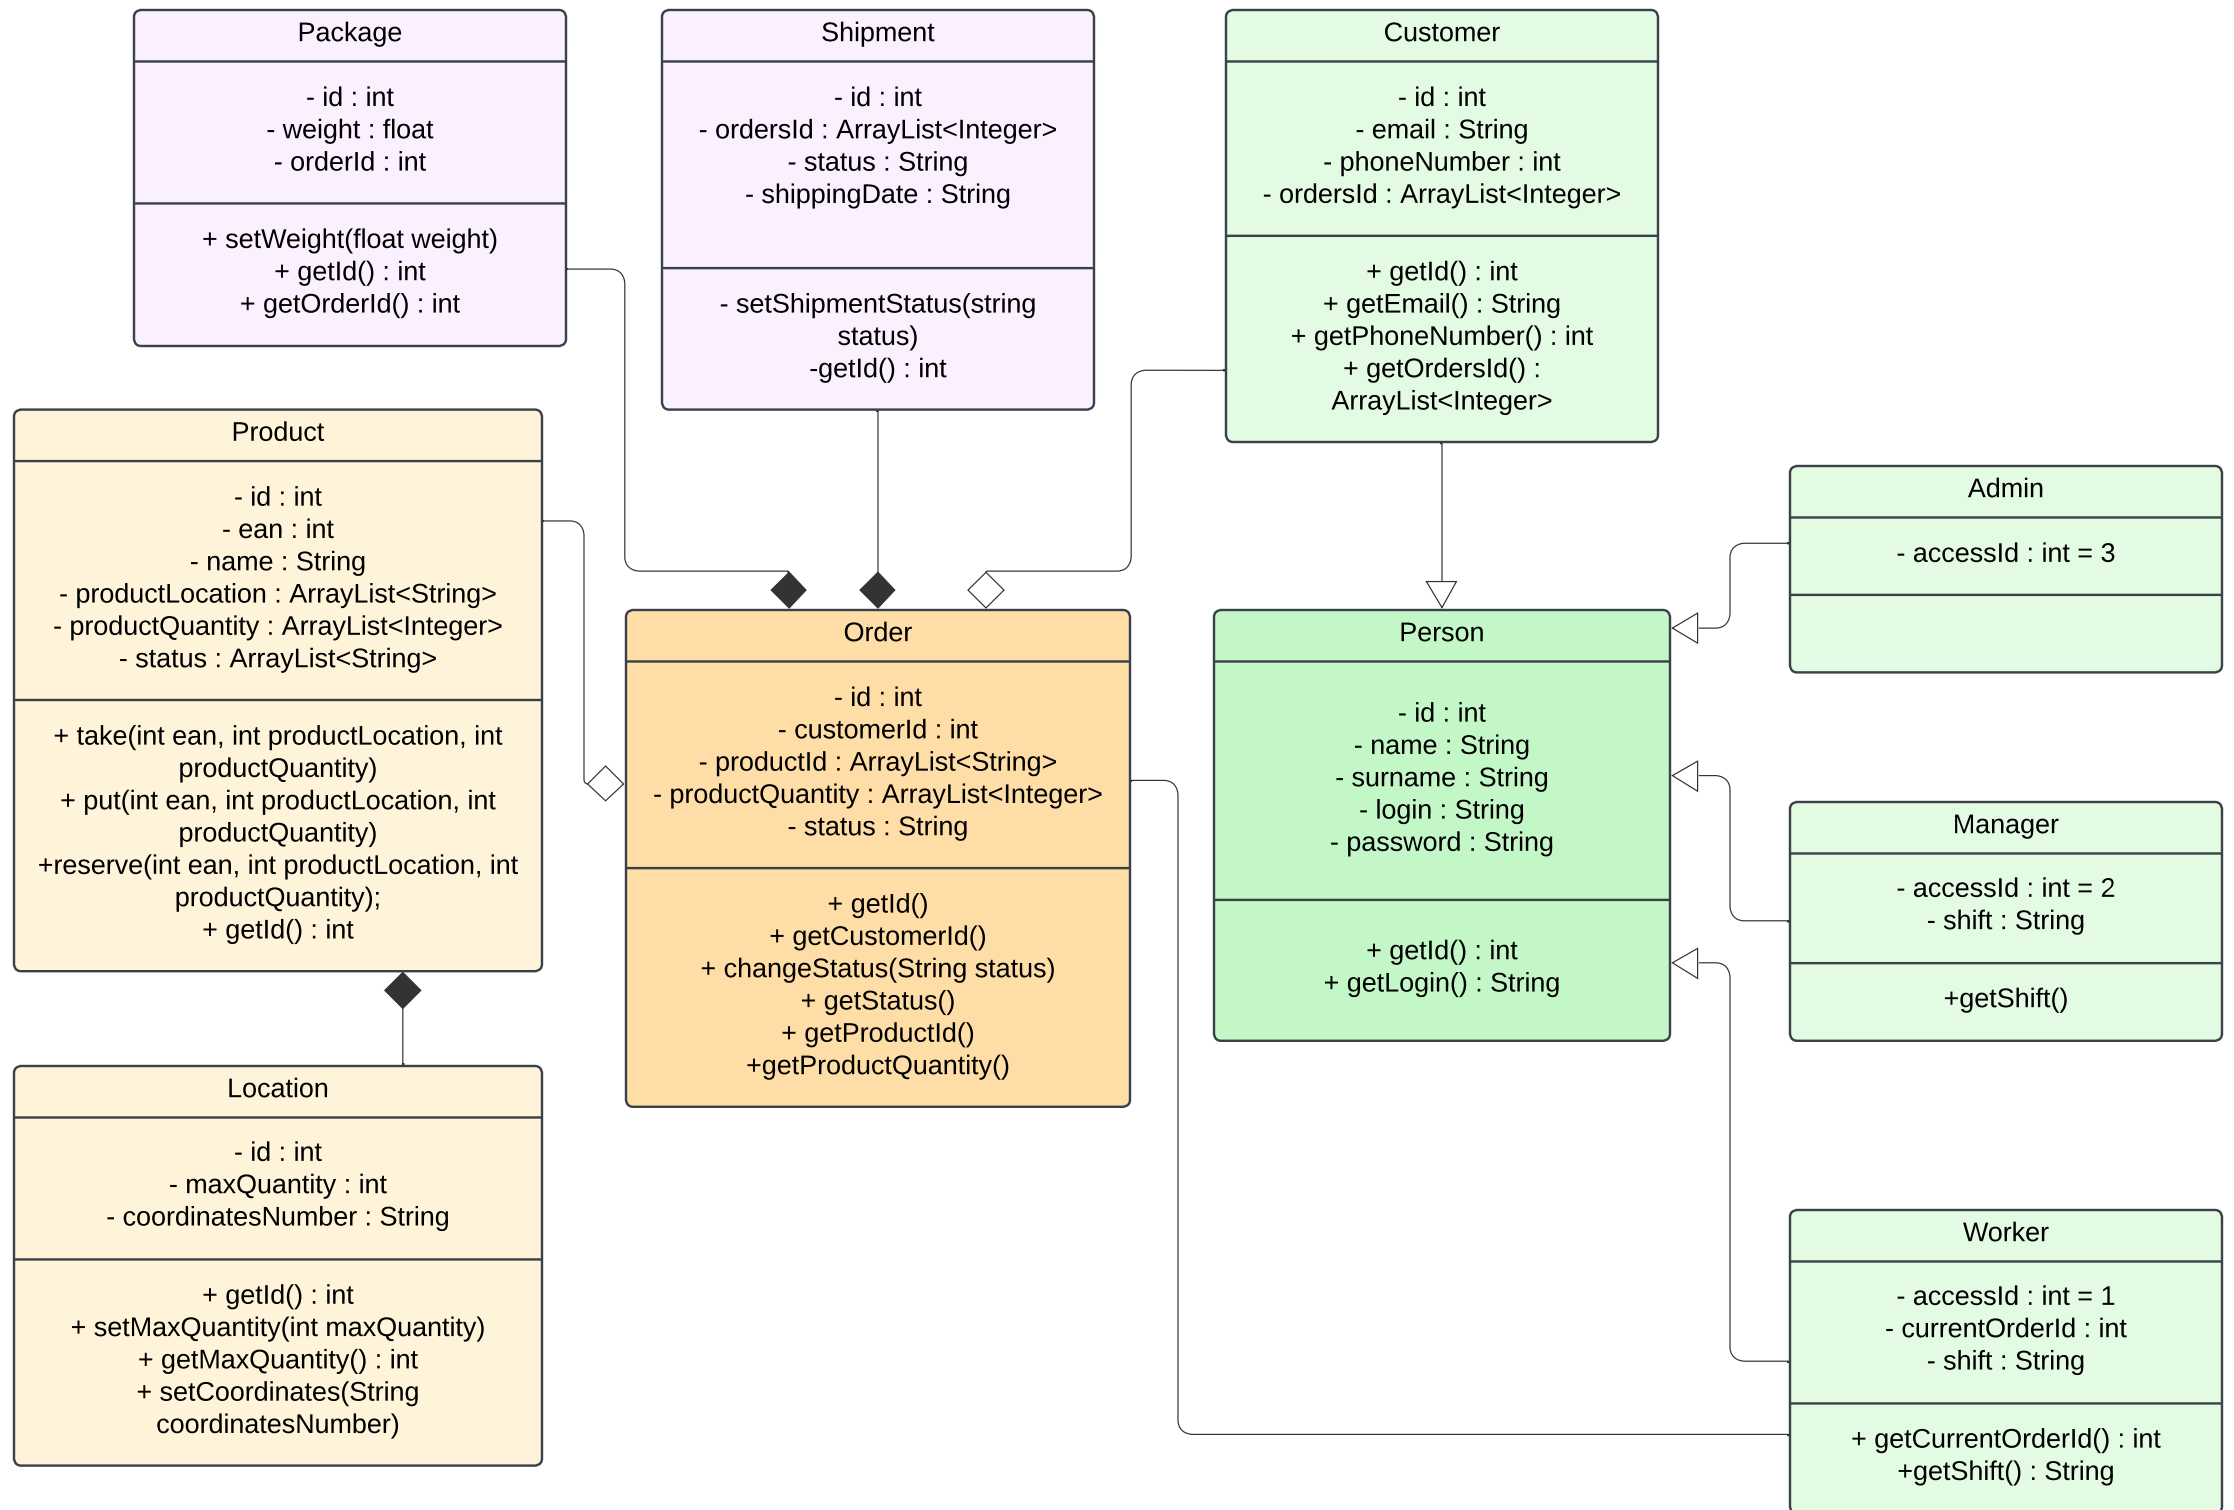 Package
- id : int
- weight : float
- orderId : int
+ setWeight(float weight)
+ getId() : int
+ getOrderId() : int
Shipment
- id : int
- ordersId : ArrayList<Integer>
- status : String
- shippingDate : String
- setShipmentStatus(string
status)
-getId() : int
Customer
- id : int
- email : String
- phoneNumber : int
- ordersId : ArrayList<Integer>
+ getId() : int
+ getEmail() : String
+ getPhoneNumber() : int
+ getOrdersId() :
ArrayList<Integer>
Product
- id : int
- ean : int
- name : String
- productLocation : ArrayList<String>
- productQuantity : ArrayList<Integer>
- status : ArrayList<String>
+ take(int ean, int productLocation, int
productQuantity)
+ put(int ean, int productLocation, int
productQuantity)
+reserve(int ean, int productLocation, int
productQuantity);
+ getId() : int
Order
- id : int
- customerId : int
- productId : ArrayList<String>
- productQuantity : ArrayList<Integer>
- status : String
+ getId()
+ getCustomerId()
+ changeStatus(String status)
+ getStatus()
+ getProductId()
+getProductQuantity()
Person
- id : int
- name : String
- surname : String
- login : String
- password : String
+ getId() : int
+ getLogin() : String
Admin
- accessId : int = 3
Manager
- accessId : int = 2
- shift : String
+getShift()
Location
- id : int
- maxQuantity : int
- coordinatesNumber : String
+ getId() : int
+ setMaxQuantity(int maxQuantity)
+ getMaxQuantity() : int
+ setCoordinates(String
coordinatesNumber)
Worker
- accessId : int = 1
- currentOrderId : int
- shift : String
+ getCurrentOrderId() : int
+getShift() : String